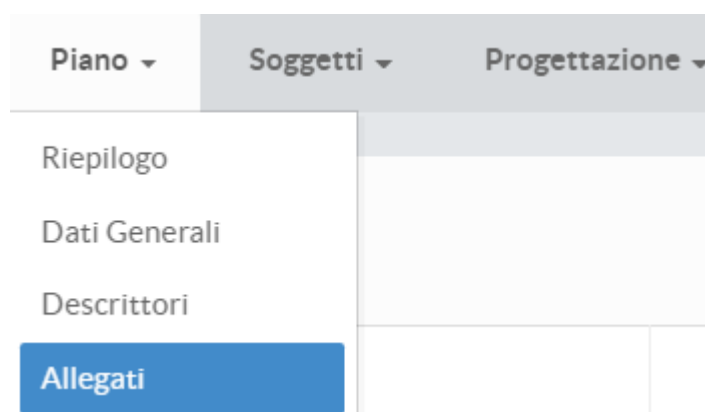 Piano Soggetti Progettazione
Riepilogo
Dati Generali
Descrittori
Allegati